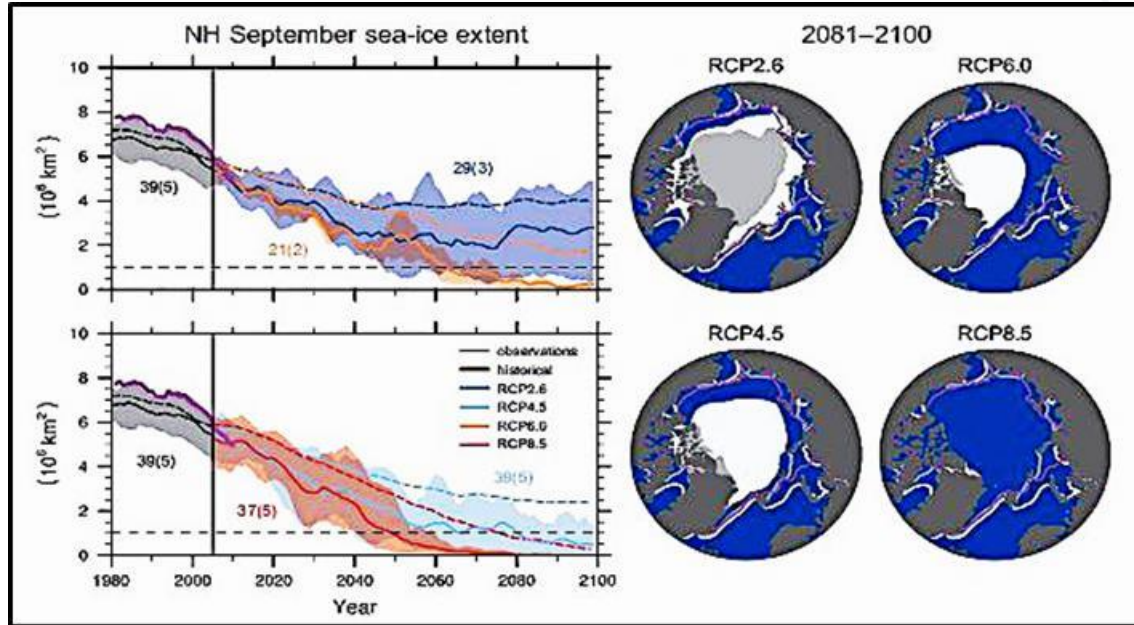 NH September sea-ice extent
10
8
6
4
2
0
(10⁶ km²)
39(5)
29(3)
21(2)
10
8
6
4
2
0
(10⁶ km²)
39(5)
37(5)
observations
historical
RCP2.6
RCP4.5
RCP6.0
RCP8.5
1980 2000 2020 2040 2060 2080 2100
Year
2081–2100
RCP2.6 RCP6.0
RCP4.5 RCP8.5